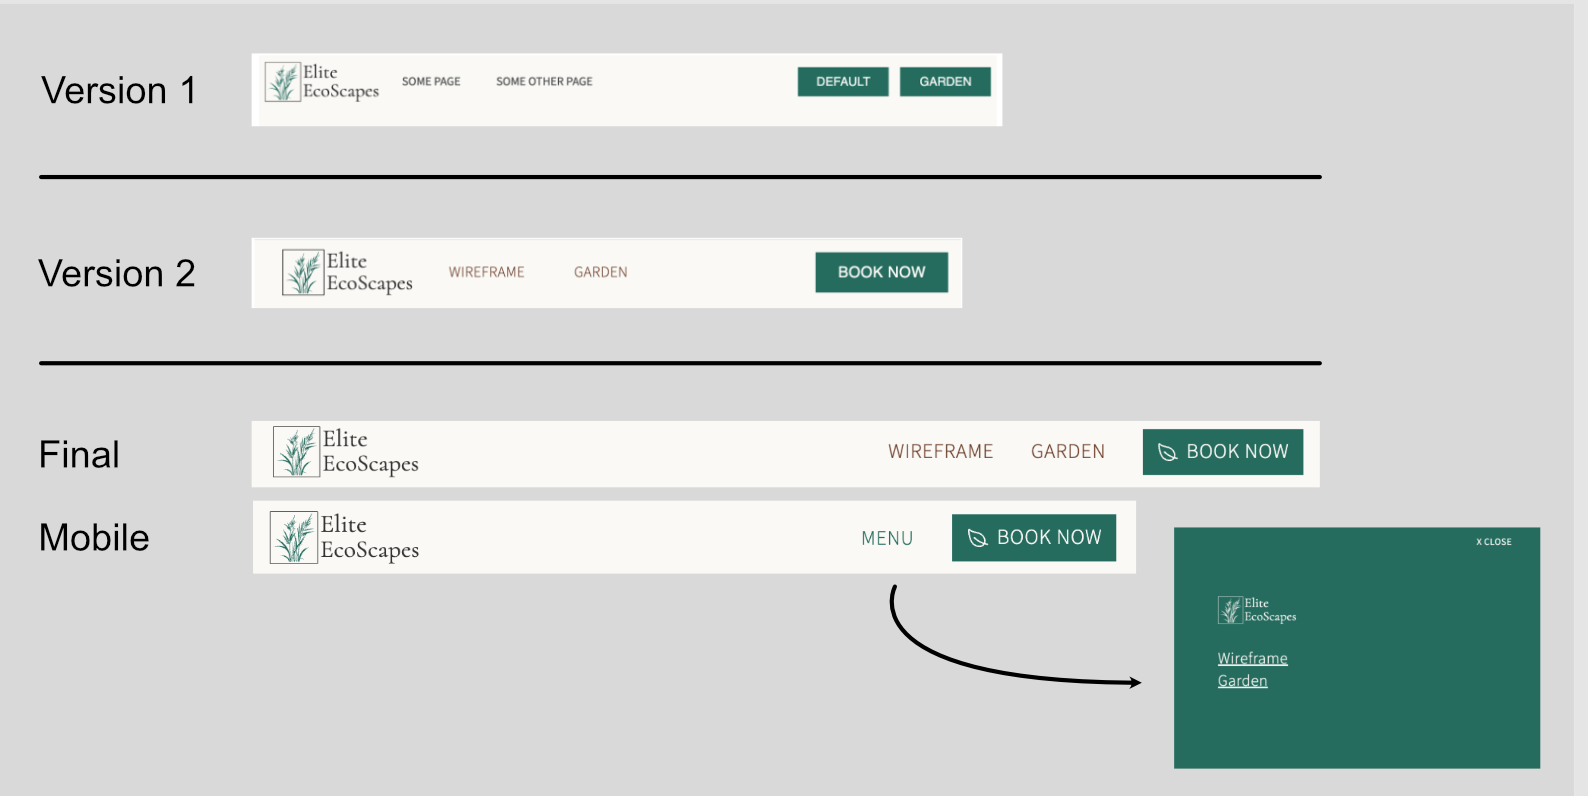 Version 1
Elite
EcoScapes
SOME PAGE
SOME OTHER PAGE
DEFAULT
GARDEN
Version 2
Elite
EcoScapes
WIREFRAME
GARDEN
BOOK NOW
Final
Elite
EcoScapes
WIREFRAME
GARDEN
BOOK NOW
Mobile
Elite
EcoScapes
MENU
BOOK NOW
X CLOSE
Elite
EcoScapes
Wireframe
Garden